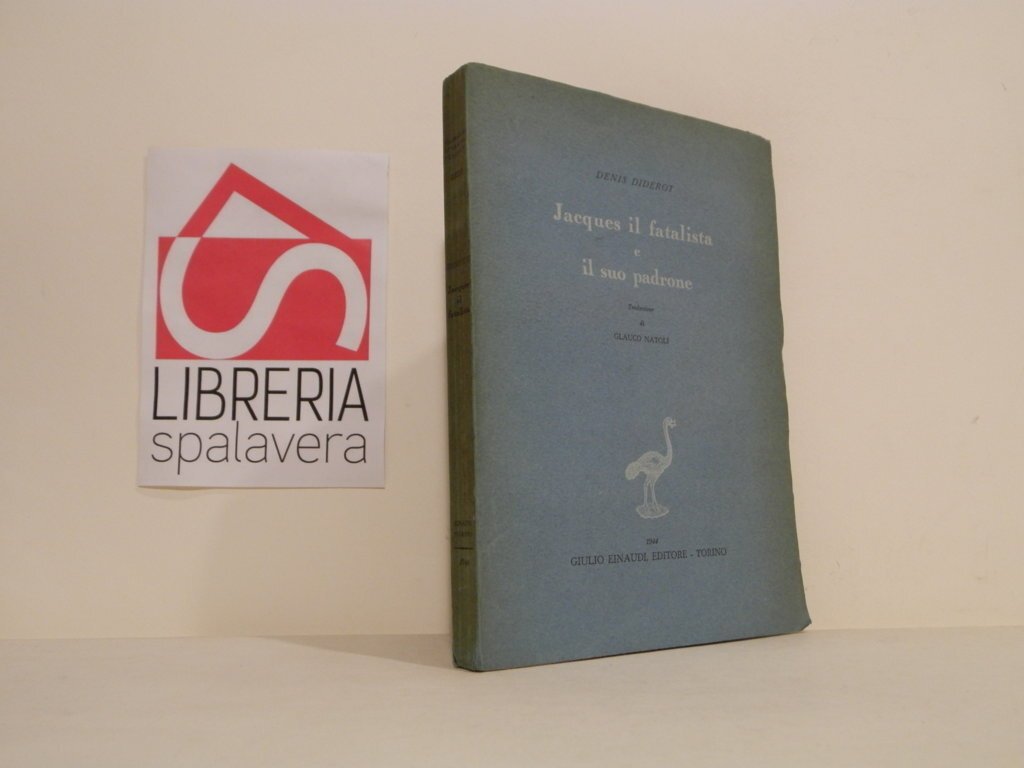 LIBRERIA
spalavera
DENIS DIDEROT
Jacques il fatalista
e
il suo padrone
Traduzione
di
GLAUCO NATOLI
1944
GIULIO EINAUDI, EDITORE - TORINO